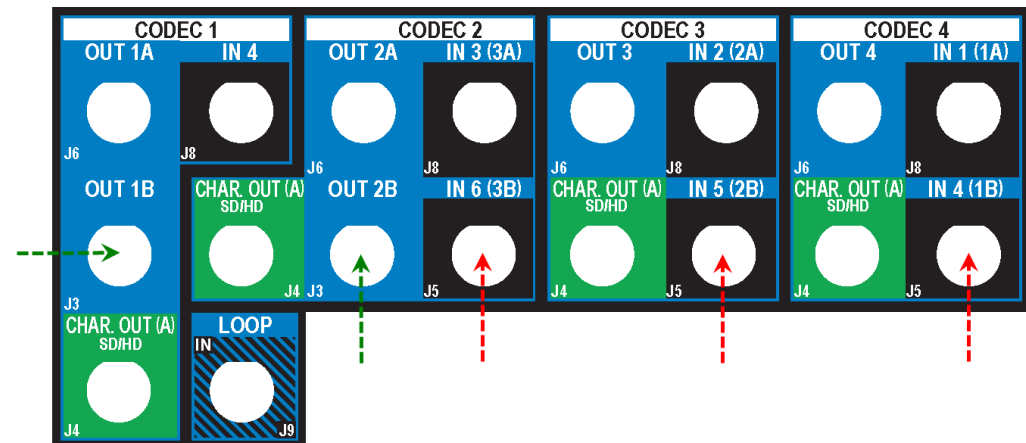 CODEC 1 CODEC 2 CODEC 3 CODEC 4
OUT 1A IN 4 OUT 2A IN 3 (3A) OUT 3 IN 2 (2A) OUT 4 IN 1 (1A)
J6 J8 J6 J8 J6 J8 J6 J8
OUT 1B CHAR. OUT (A) OUT 2B IN 6 (3B) CHAR. OUT (A) IN 5 (2B) CHAR. OUT (A) IN 4 (1B)
SD/HD SD/HD SD/HD
J3 J4 J3 J5 J4 J5 J4 J5
CHAR. OUT (A) LOOP
SD/HD IN
J4 J9